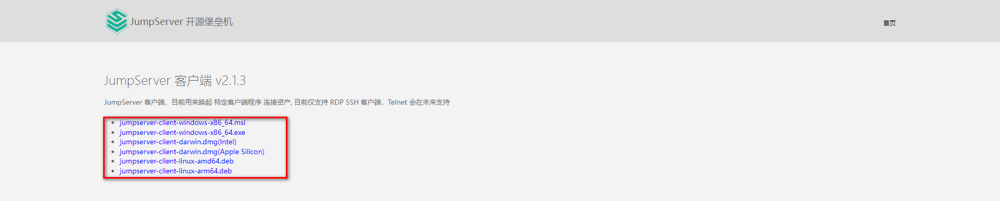 JumpServer 开源堡垒机
首页
JumpServer 客户端 v2.1.3
JumpServer 客户端，目前用来唤起 特定客户端程序 连接资产, 目前仅支持 RDP SSH 客户端，Telnet 会在未来支持
jumpserver-client-windows-x86_64.msi
jumpserver-client-windows-x86_64.exe
jumpserver-client-darwin.dmg(Intel)
jumpserver-client-darwin.dmg(Apple Silicon)
jumpserver-client-linux-amd64.deb
jumpserver-client-linux-arm64.deb